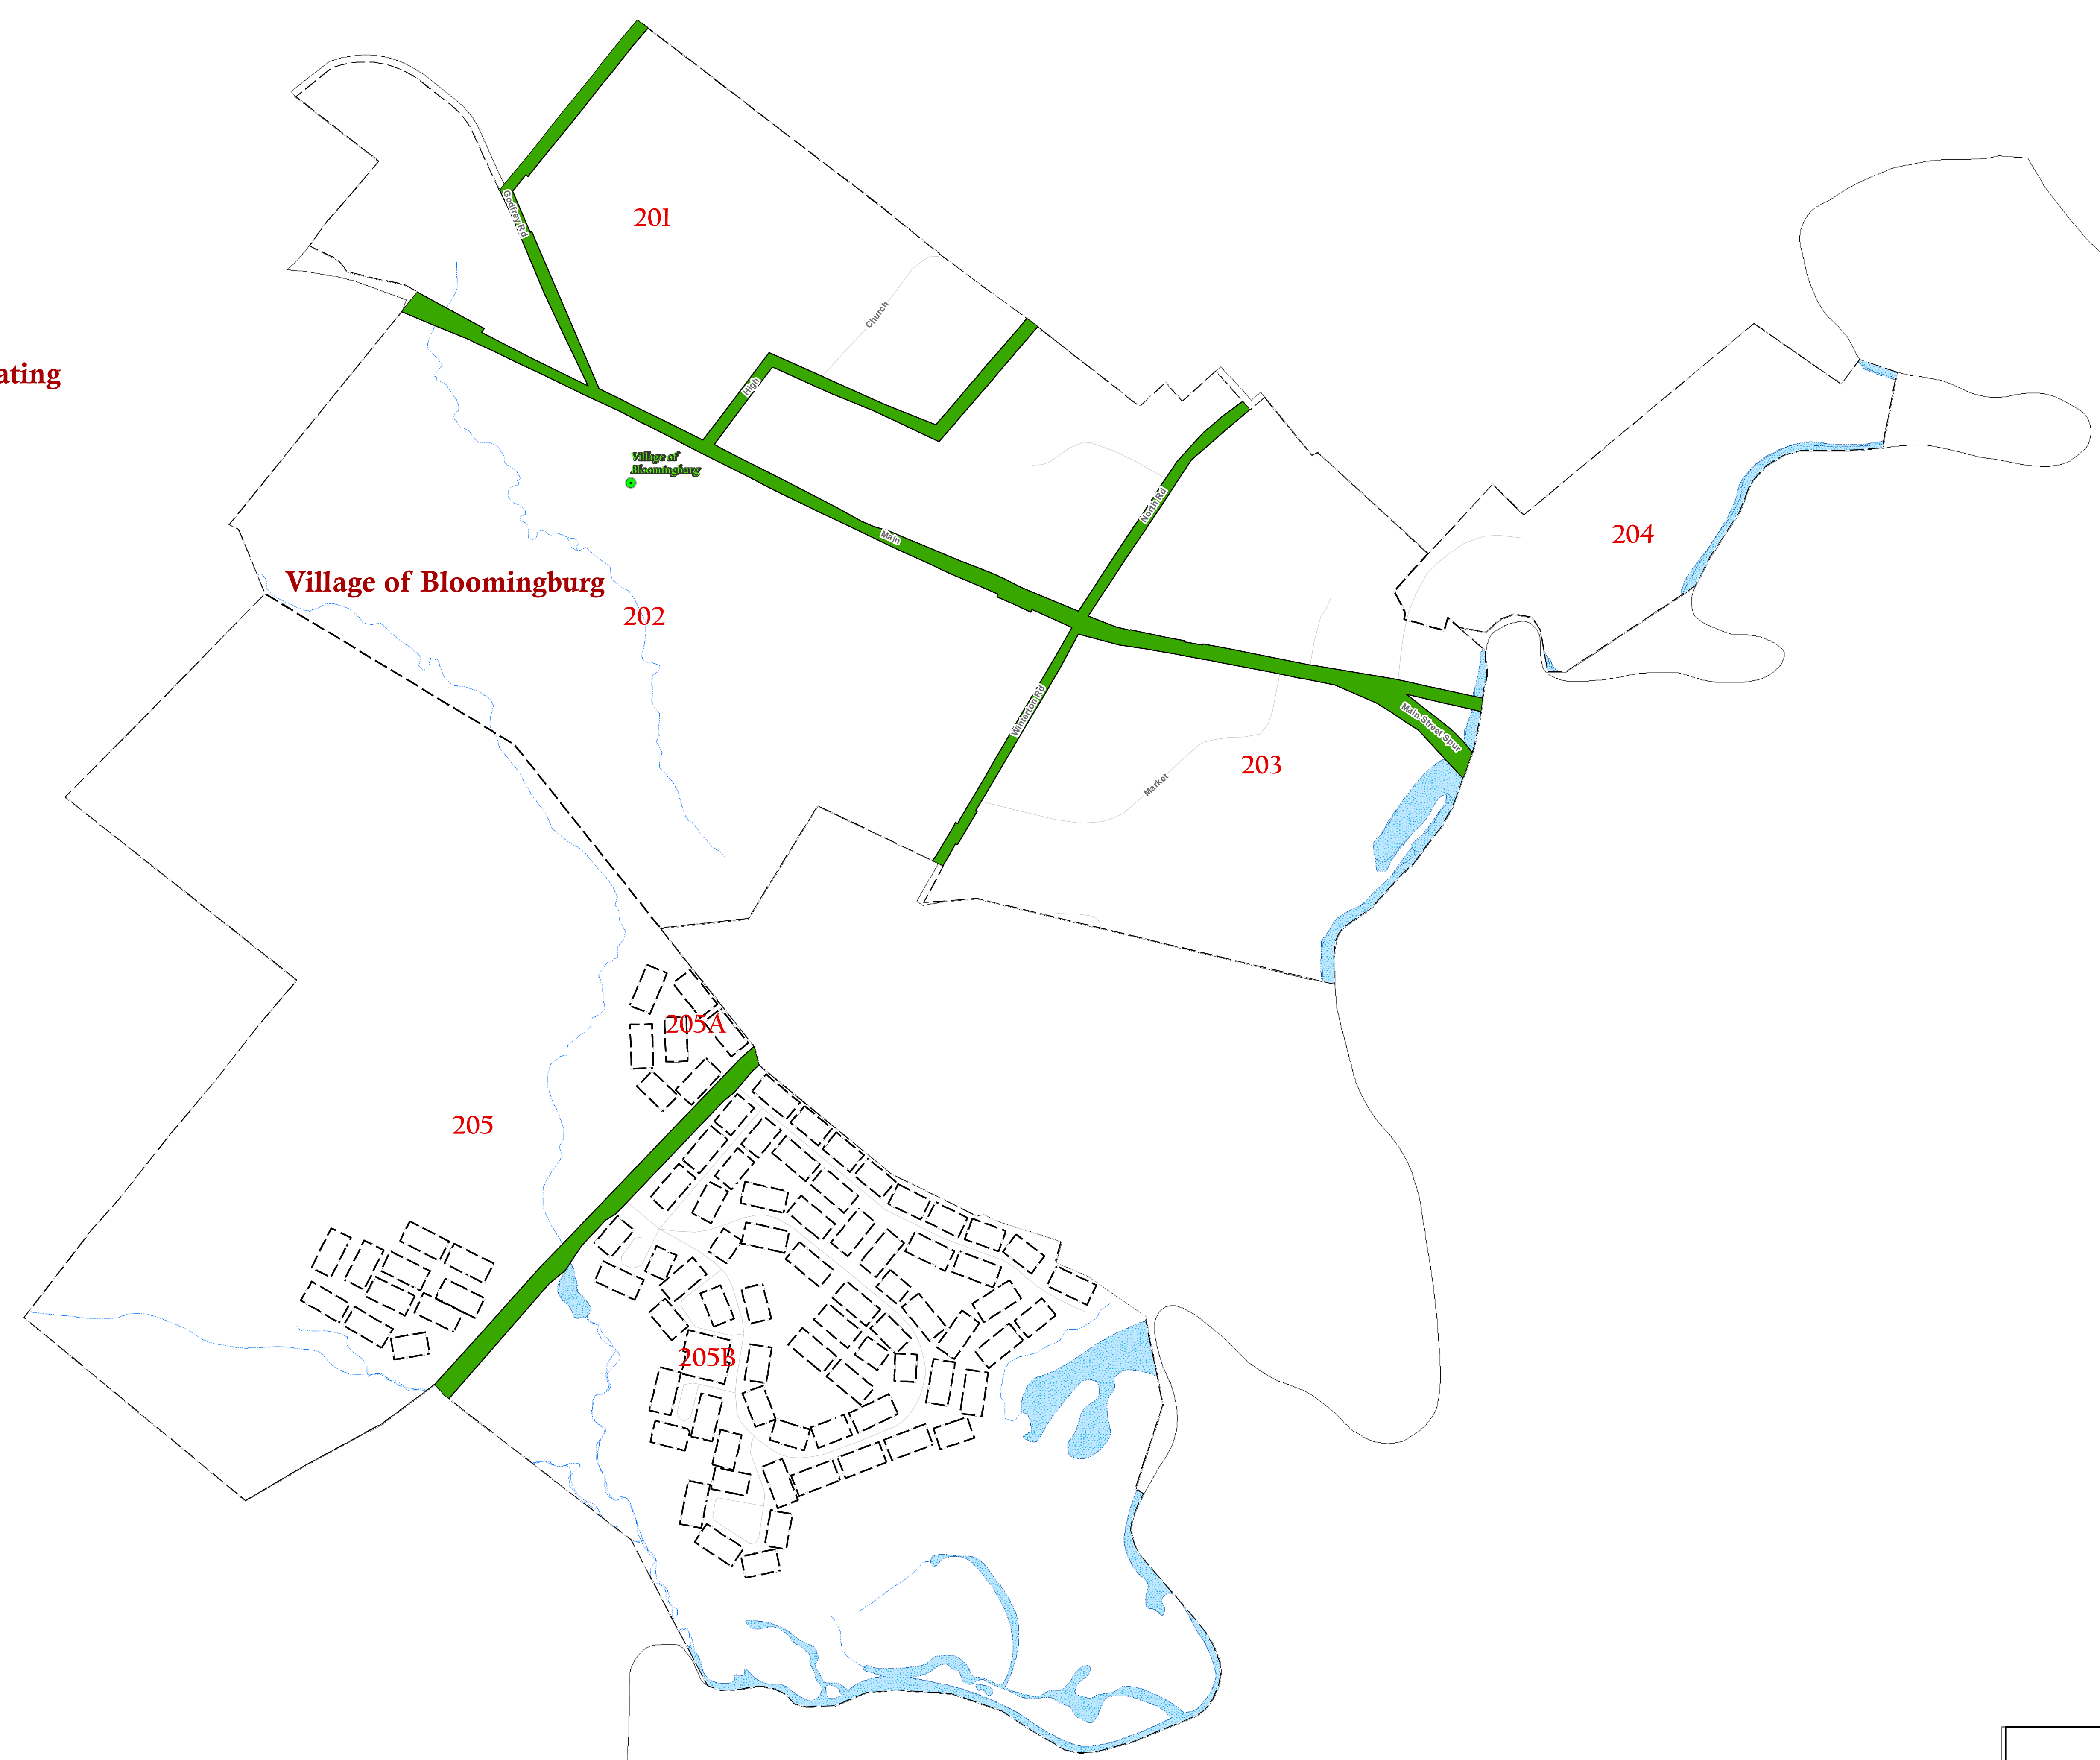 201
Godfrey Rd
Church
ating
High
Village of
Bloomingburg
North Rd
Main
204
Village of Bloomingburg
202
Winterton Rd
Main Street Spur
203
Market
205A
205
205B